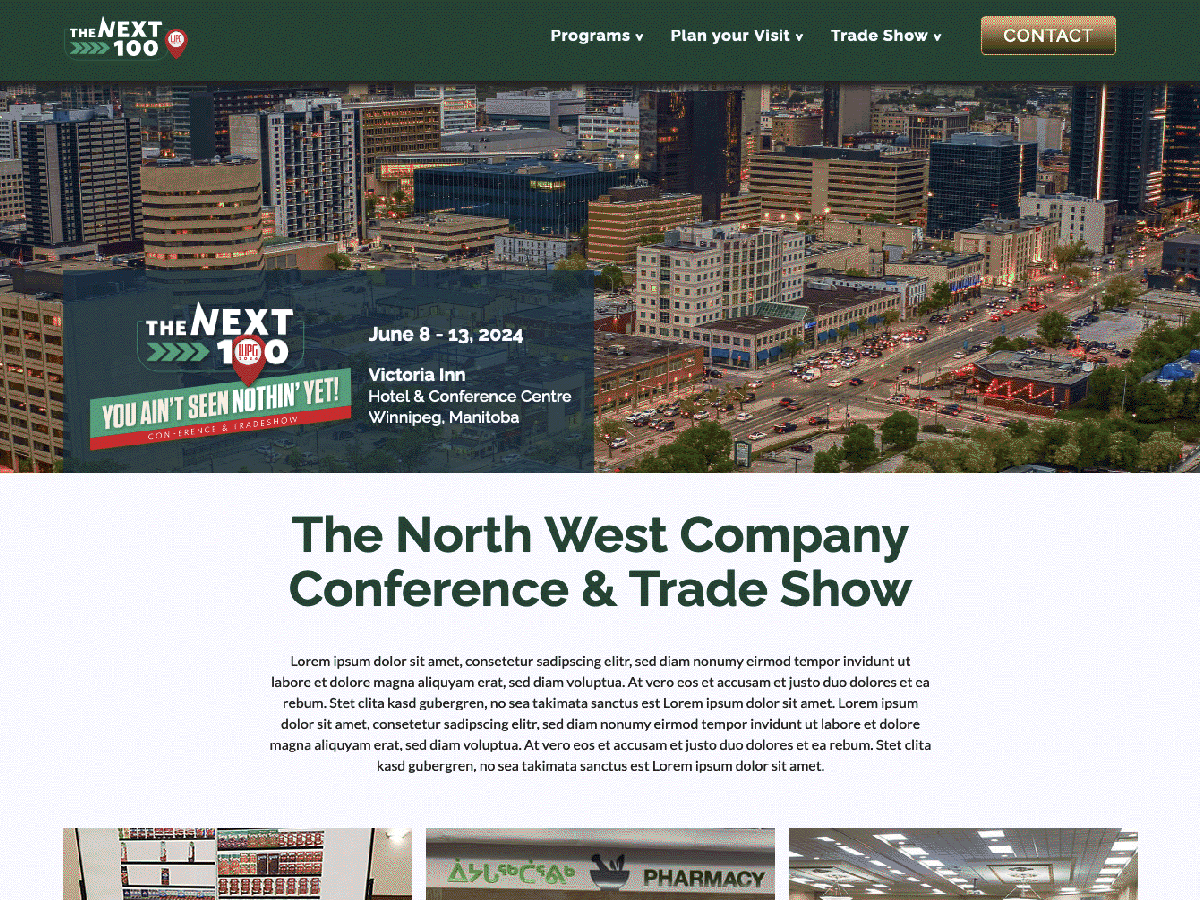 THE NEXT
100 UPG
Programs v Plan your Visit v Trade Show v CONTACT
THE NEXT
100
UPG
2024
YOU AIN'T SEEN NOTHIN' YET!
CONFERENCE & TRADESHOW
June 8 - 13, 2024
Victoria Inn
Hotel & Conference Centre
Winnipeg, Manitoba
The North West Company
Conference & Trade Show
Lorem ipsum dolor sit amet, consetetur sadipscing elitr, sed diam nonumy eirmod tempor invidunt ut
labore et dolore magna aliquyam erat, sed diam voluptua. At vero eos et accusam et justo duo dolores et ea
rebum. Stet clita kasd gubergren, no sea takimata sanctus est Lorem ipsum dolor sit amet. Lorem ipsum
dolor sit amet, consetetur sadipscing elitr, sed diam nonumy eirmod tempor invidunt ut labore et dolore
magna aliquyam erat, sed diam voluptua. At vero eos et accusam et justo duo dolores et ea rebum. Stet clita
kasd gubergren, no sea takimata sanctus est Lorem ipsum dolor sit amet.
PHARMACY